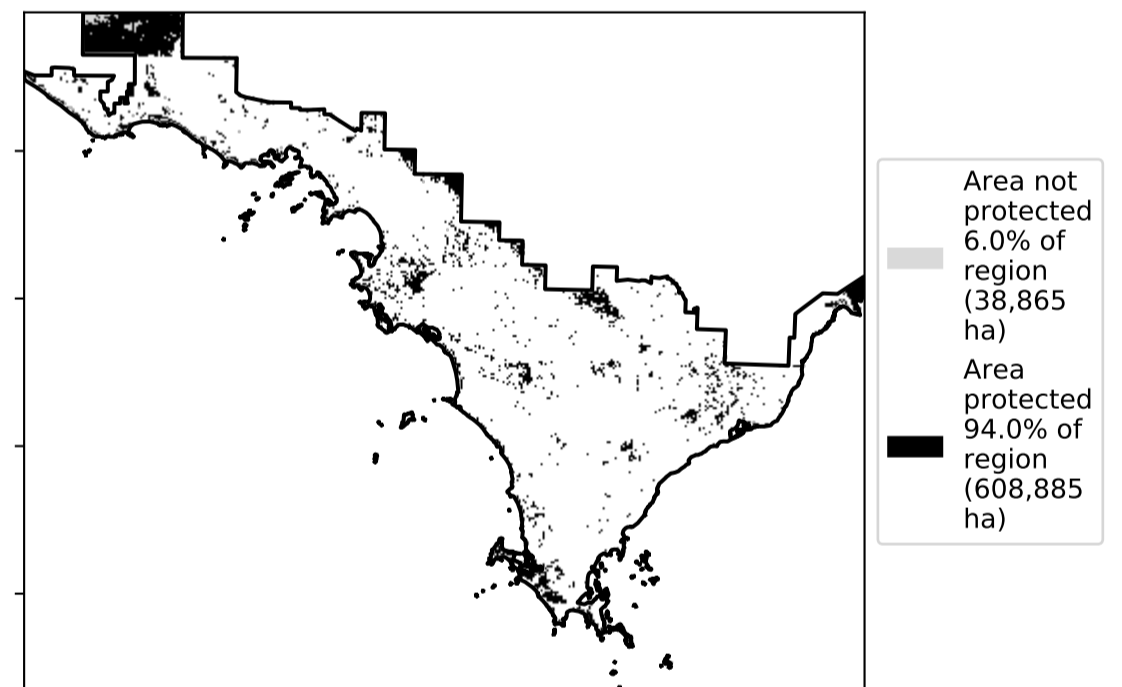 Area not
protected
6.0% of
region
(38,865
ha)
Area
protected
94.0% of
region
(608,885
ha)